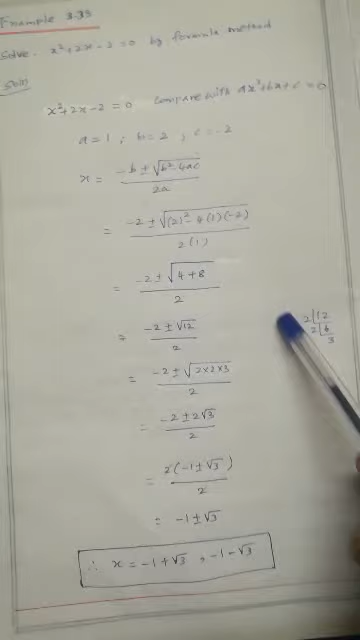 Example 3.33
Solve. x²+2x-2=0 by formula method
Soln
x²+2x-2=0 compare with ax²+bx+c=0
a=1 ; b=2 ; c=-2
x = (-b ± √(b²-4ac)) / 2a
= (-2 ± √((2)²-4(1)(-2))) / 2(1)
= (-2 ± √(4+8)) / 2
= (-2 ± √12) / 2
2 | 12
2 | 6
3
= (-2 ± √(2×2×3)) / 2
= (-2 ± 2√3) / 2
= 2(-1 ± √3) / 2
= -1 ± √3
∴ x = -1+√3 , -1-√3